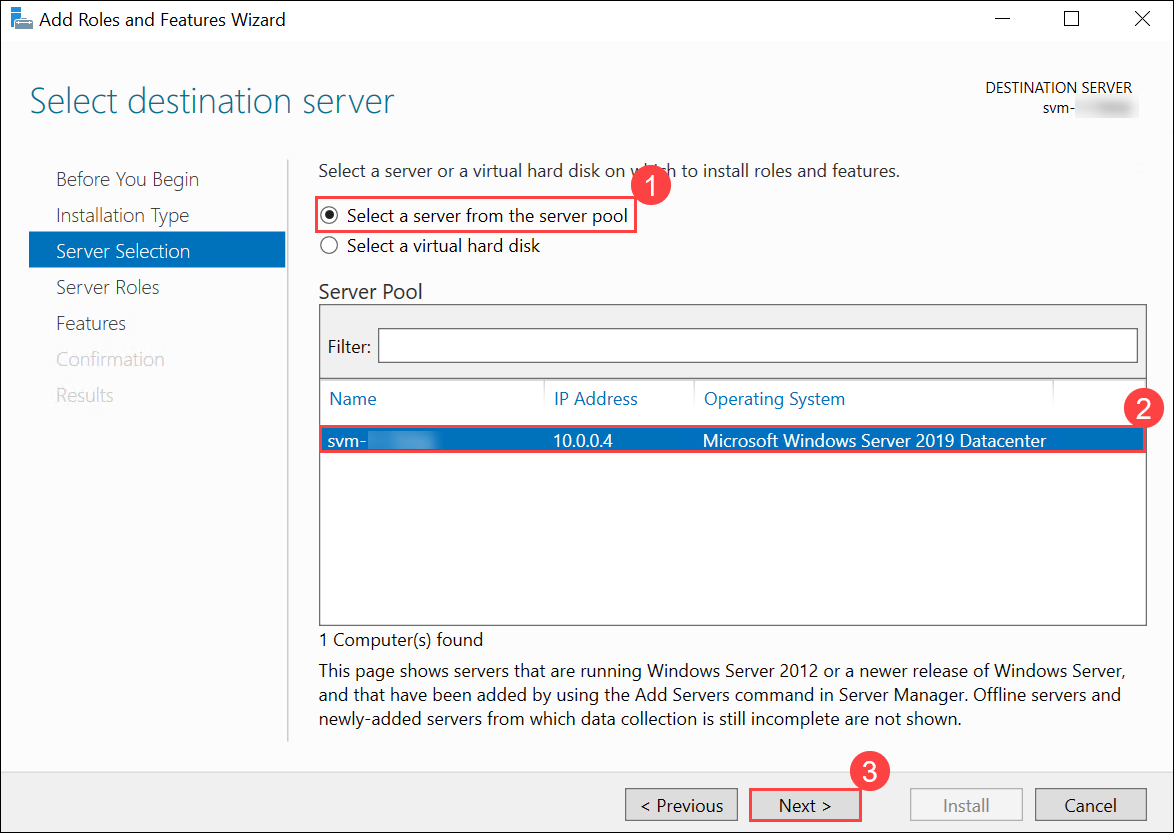 Add Roles and Features Wizard
Select destination server
DESTINATION SERVER
svm-
Before You Begin
Installation Type
Server Selection
Server Roles
Features
Confirmation
Results
Select a server or a virtual hard disk on to install roles and features.
1
Select a server from the server pool
Select a virtual hard disk
Server Pool
Filter:
Name IP Address Operating System
2
svm- 10.0.0.4 Microsoft Windows Server 2019 Datacenter
1 Computer(s) found
This page shows servers that are running Windows Server 2012 or a newer release of Windows Server,
and that have been added by using the Add Servers command in Server Manager. Offline servers and
newly-added servers from which data collection is still incomplete are not shown.
3
< Previous Next > Install Cancel